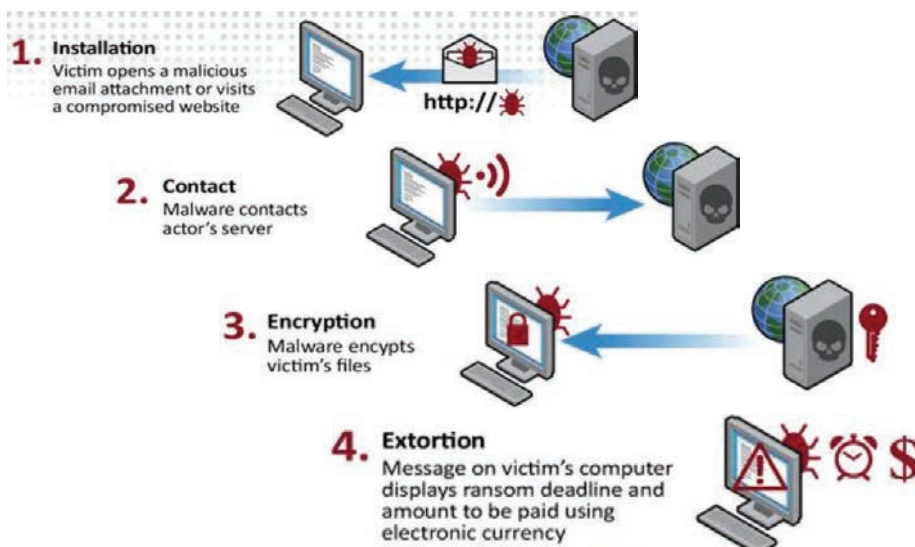 1. Installation
Victim opens a malicious
email attachment or visits
a compromised website
http://
2. Contact
Malware contacts
actor's server
3. Encryption
Malware encypts
victim's files
4. Extortion
Message on victim's computer
displays ransom deadline and
amount to be paid using
electronic currency
$